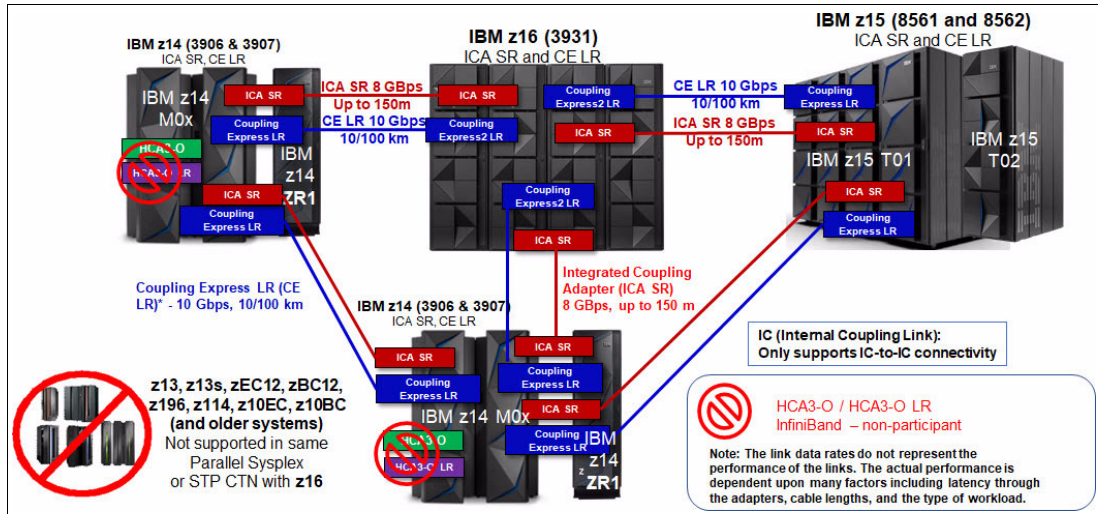 IBM z14 (3906 & 3907)
ICA SR, CE LR
IBM z16 (3931)
ICA SR and CE LR
IBM z15 (8561 and 8562)
ICA SR and CE LR
IBM z14
M0x
ICA SR
ICA SR 8 GBps
Up to 150m
ICA SR
Coupling
Express LR
CE LR 10 Gbps
10/100 km
Coupling
Express2 LR
Coupling
Express2 LR
CE LR 10 Gbps
10/100 km
Coupling
Express LR
ICA SR
ICA SR 8 GBps
Up to 150m
ICA SR
IBM z15 T01
IBM z15
T02
HCA3-O
HCA3-O LR
IBM
z14
ZR1
ICA SR
Coupling
Express LR
Coupling
Express2 LR
ICA SR
ICA SR
Coupling
Express LR
Coupling Express LR (CE
LR)* - 10 Gbps, 10/100 km
Integrated Coupling
Adapter (ICA SR)
8 GBps, up to 150 m
IBM z14 (3906 & 3907)
ICA SR, CE LR
ICA SR
Coupling
Express LR
ICA SR
Coupling
Express LR
ICA SR
Coupling
Express LR
IBM z14 M0x
HCA3-O
HCA3-O LR
IBM
z14
z
ZR1
IC (Internal Coupling Link):
Only supports IC-to-IC connectivity
z13, z13s, zEC12, zBC12,
z196, z114, z10EC, z10BC
(and older systems)
Not supported in same
Parallel Sysplex
or STP CTN with z16
HCA3-O / HCA3-O LR
InfiniBand – non-participant
Note: The link data rates do not represent the
performance of the links. The actual performance is
dependent upon many factors including latency through
the adapters, cable lengths, and the type of workload.